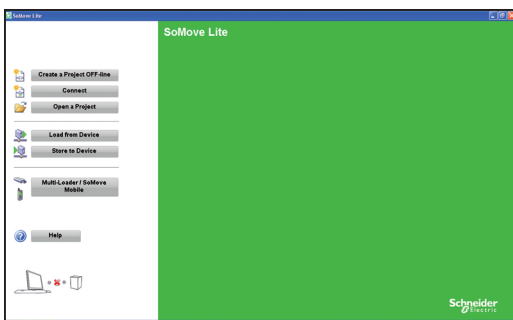 SoMove Lite
SoMove Lite
Create a Project OFF-line
Connect
Open a Project
Load from Device
Store to Device
Multi-Loader / SoMove
Mobile
Help
Schneider
Electric